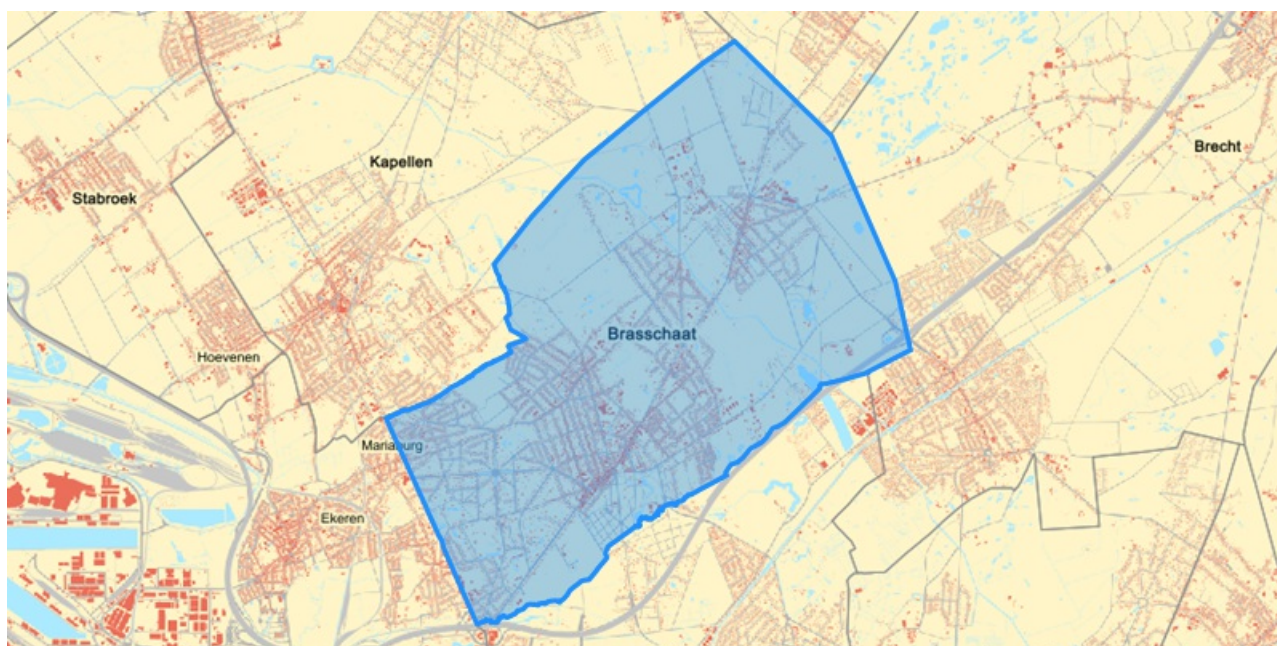 Brecht
Kapellen
Stabroek
Brasschaat
Hoevenen
Mariaburg
Ekeren